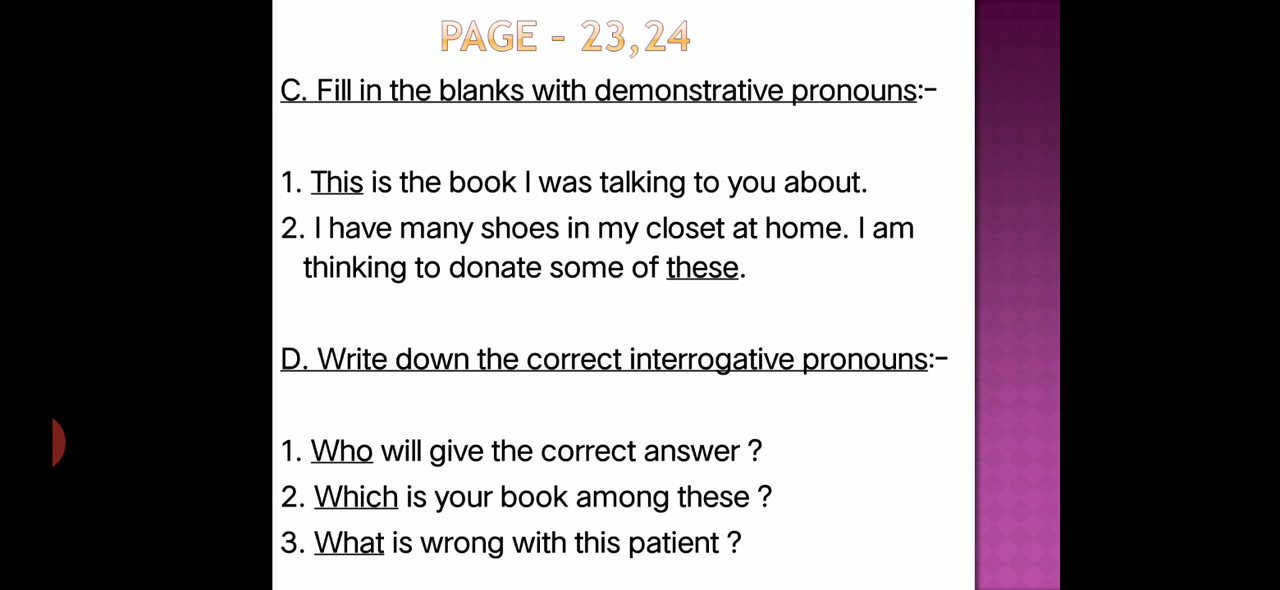 PAGE - 23,24
C. Fill in the blanks with demonstrative pronouns:-
1. This is the book I was talking to you about.
2. I have many shoes in my closet at home. I am
thinking to donate some of these.
D. Write down the correct interrogative pronouns:-
1. Who will give the correct answer ?
2. Which is your book among these ?
3. What is wrong with this patient ?